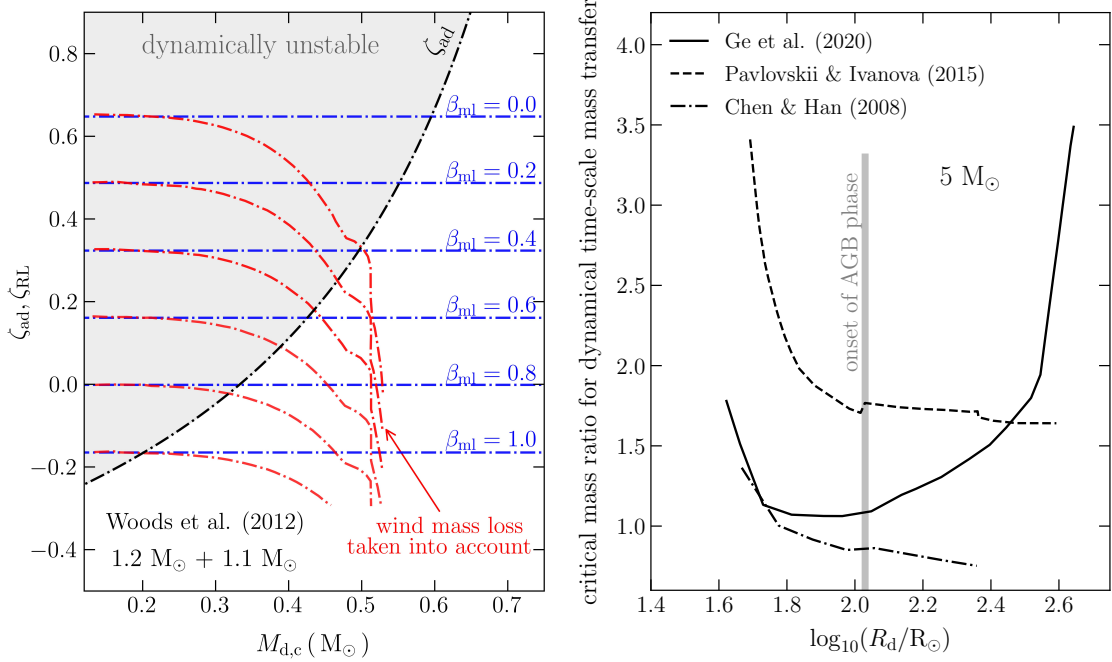 dynamically unstable
ζad
βml = 0.0
βml = 0.2
βml = 0.4
βml = 0.6
βml = 0.8
βml = 1.0
wind mass loss
taken into account
Woods et al. (2012)
1.2 M⊙ + 1.1 M⊙
0.8
0.6
0.4
0.2
0.0
−0.2
−0.4
ζad, ζRL
0.2 0.3 0.4 0.5 0.6 0.7
Md,c ( M⊙)
critical mass ratio for dynamical time-scale mass transfer
4.0
3.5
3.0
2.5
2.0
1.5
1.0
Ge et al. (2020)
Pavlovskii & Ivanova (2015)
Chen & Han (2008)
5 M⊙
onset of AGB phase
1.4 1.6 1.8 2.0 2.2 2.4 2.6
log10(Rd/R⊙)